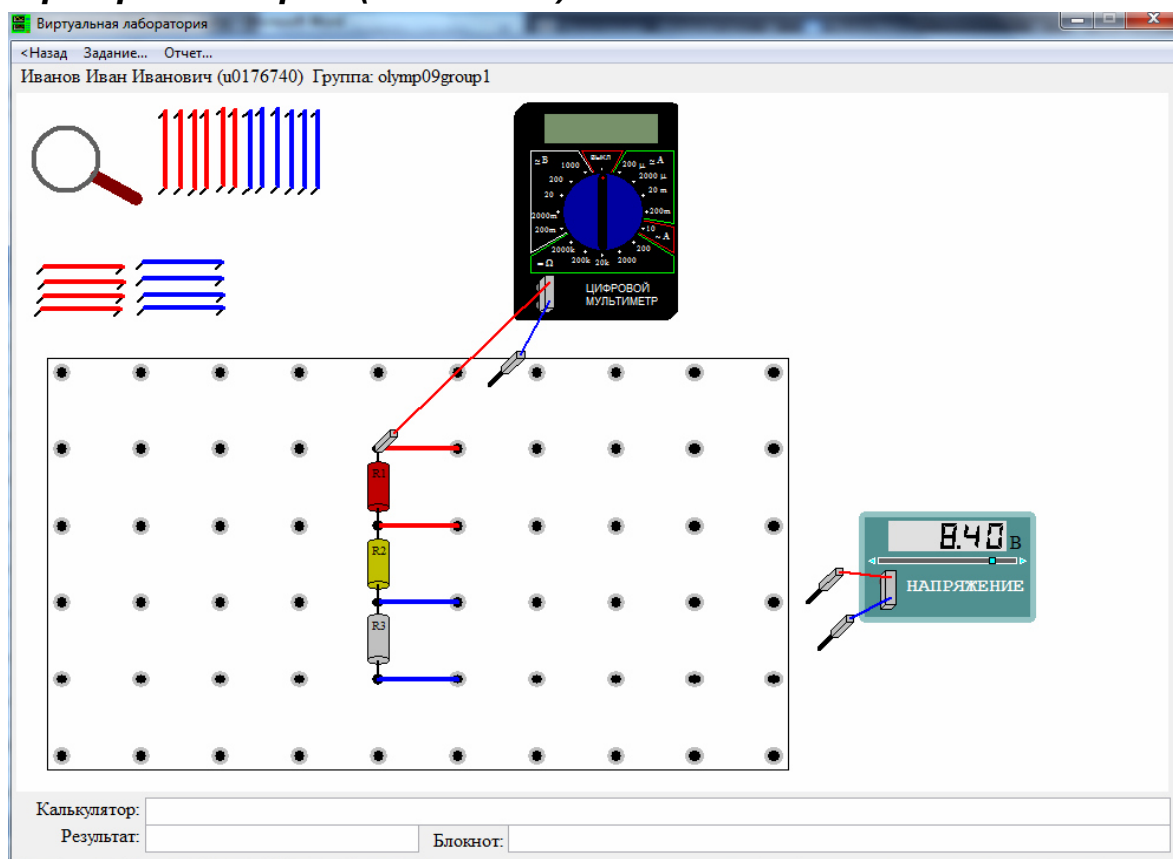 Виртуальная лаборатория
<Назад Задание... Отчет...
Иванов Иван Иванович (u0176740) Группа: olymp09group1
≃В 1000 выкл 200 μ ≃ А
200 2000 μ
20 20 m
2000m 200m
200m 10
~ А
2000k 200
= Ω 200k 20k 2000
ЦИФРОВОЙ
МУЛЬТИМЕТР
R1
R2
R3
8.40 В
НАПРЯЖЕНИЕ
Калькулятор:
Результат:
Блокнот: